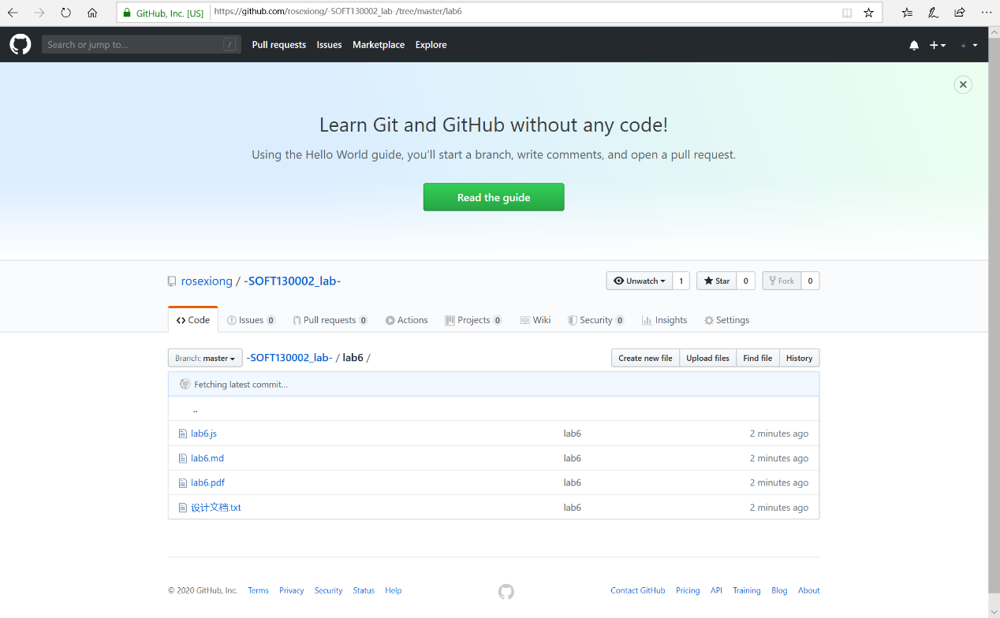 GitHub, Inc. [US] https://github.com/rosexiong/-SOFT130002_lab-/tree/master/lab6
Search or jump to... / Pull requests Issues Marketplace Explore
Learn Git and GitHub without any code!
Using the Hello World guide, you’ll start a branch, write comments, and open a pull request.
Read the guide
rosexiong / -SOFT130002_lab- Unwatch 1 Star 0 Fork 0
Code Issues 0 Pull requests 0 Actions Projects 0 Wiki Security 0 Insights Settings
Branch: master -SOFT130002_lab- / lab6 / Create new file Upload files Find file History
Fetching latest commit...
..
lab6.js lab6 2 minutes ago
lab6.md lab6 2 minutes ago
lab6.pdf lab6 2 minutes ago
设计文档.txt lab6 2 minutes ago
© 2020 GitHub, Inc. Terms Privacy Security Status Help Contact GitHub Pricing API Training Blog About